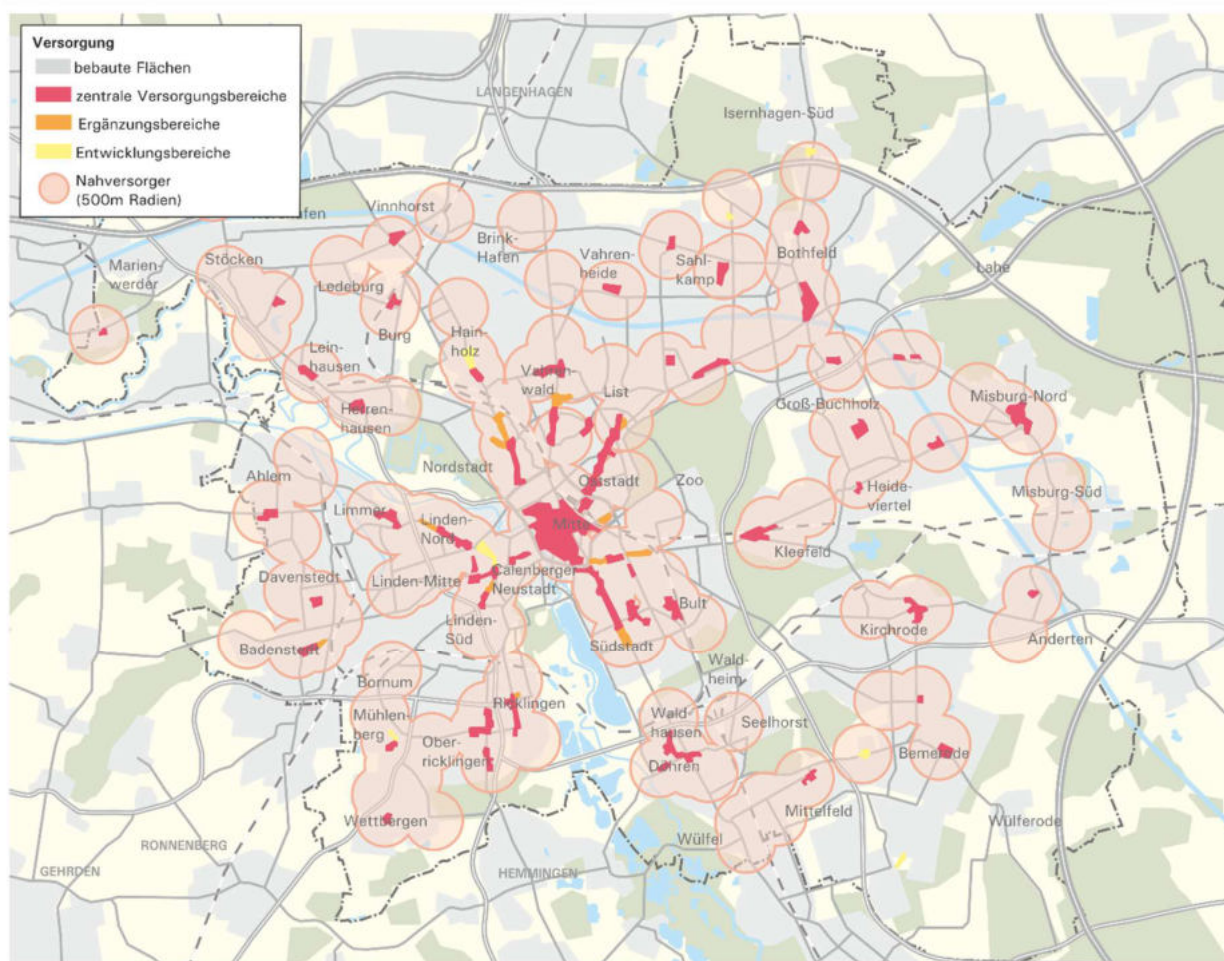 Versorgung
bebaute Flächen
zentrale Versorgungsbereiche
Ergänzungsbereiche
Entwicklungsbereiche
Nahversorger
(500m Radien)
LANGENHAGEN
Isernhagen-Süd
Vinnhorst
Brink-
Hafen
Marien-
werder
Stöcken
Ledeburg
Vahren-
heide
Sahl-
kamp
Bothfeld
Lahe
Burg
Hain-
holz
Lein-
hausen
Vahren-
wald
List
Herren-
hausen
Groß-Buchholz
Misburg-Nord
Nordstadt
Oststadt
Zoo
Ahlem
Limmer
Linden-
Nord
Mitte
Heide-
viertel
Misburg-Süd
Kleefeld
Davenstedt
Linden-Mitte
Calenberger
Neustadt
Bult
Linden-
Süd
Südstadt
Kirchrode
Anderten
Badenstedt
Bornum
Wald-
heim
Mühlen-
berg
Ricklingen
Wald-
hausen
Seelhorst
Ober-
ricklingen
Döhren
Bemerode
Wettbergen
Mittelfeld
Wülfel
Wülferode
RONNENBERG
GEHRDEN
HEMMINGEN